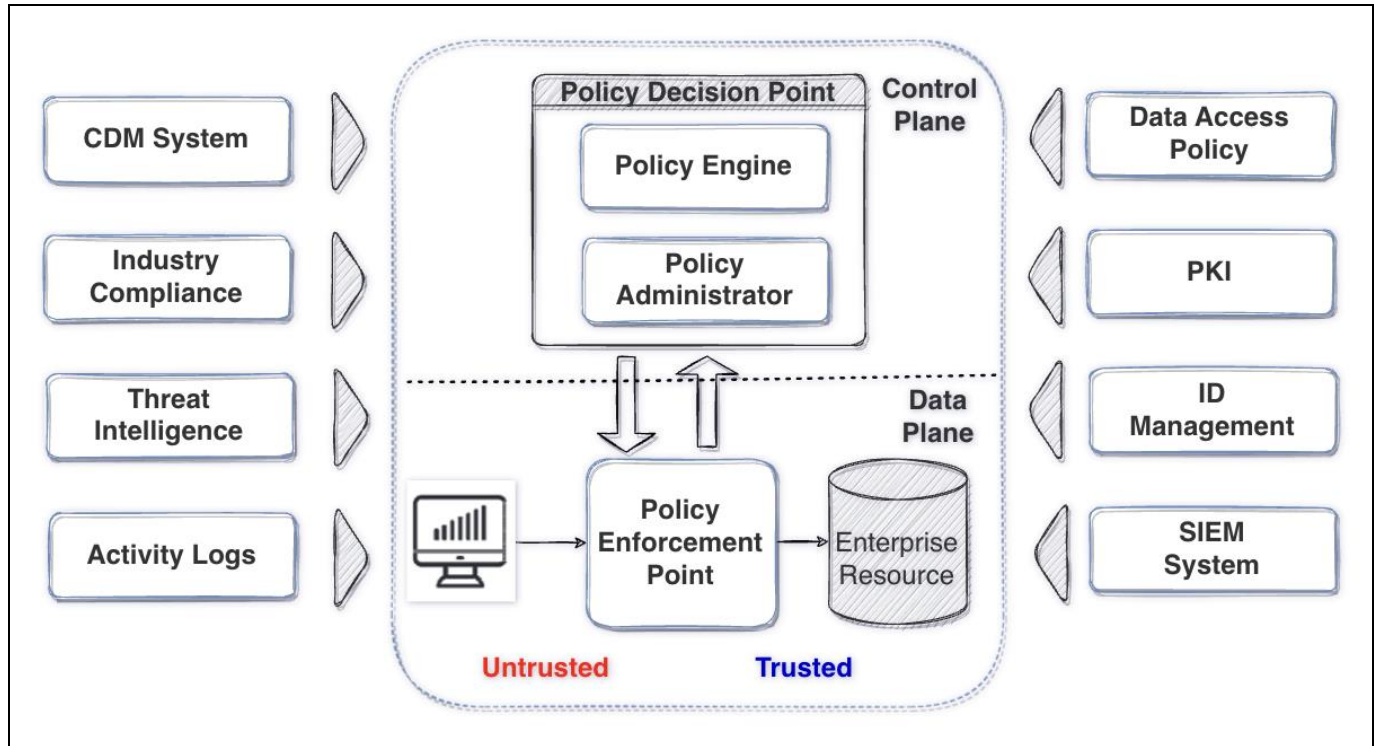 CDM System
Industry
Compliance
Threat
Intelligence
Activity Logs
Policy Decision Point
Policy Engine
Policy
Administrator
Control
Plane
Data
Plane
Policy
Enforcement
Point
Enterprise
Resource
Untrusted
Trusted
Data Access
Policy
PKI
ID
Management
SIEM
System